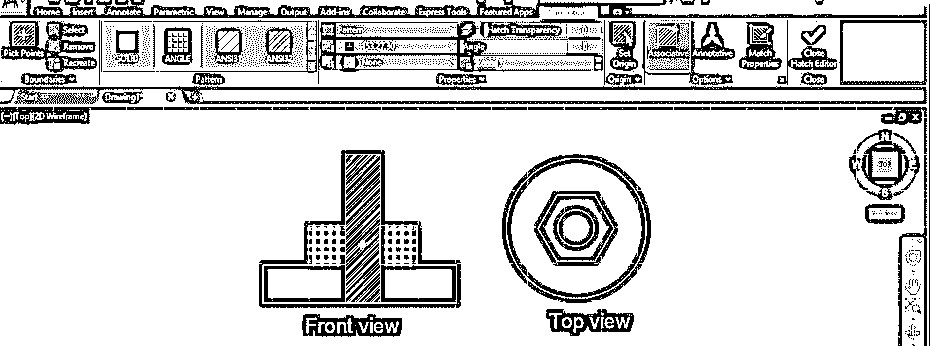 Home Insert Annotate Parametric View Manage Output Add-ins Collaborate Express Tools Featured Apps
Pick Points
Select
Remove
Recreate
Boundaries
SOLID
ANGLE
ANSI31
ANSI32
Pattern
Pattern
None
Hatch Transparency
Angle
Properties
Set Origin
Origin
Associative
Annotative
Match Properties
Options
Close Hatch Editor
Close
Drawing1
[-][Top][2D Wireframe]
N
W
TOP
E
S
Front view
Top view